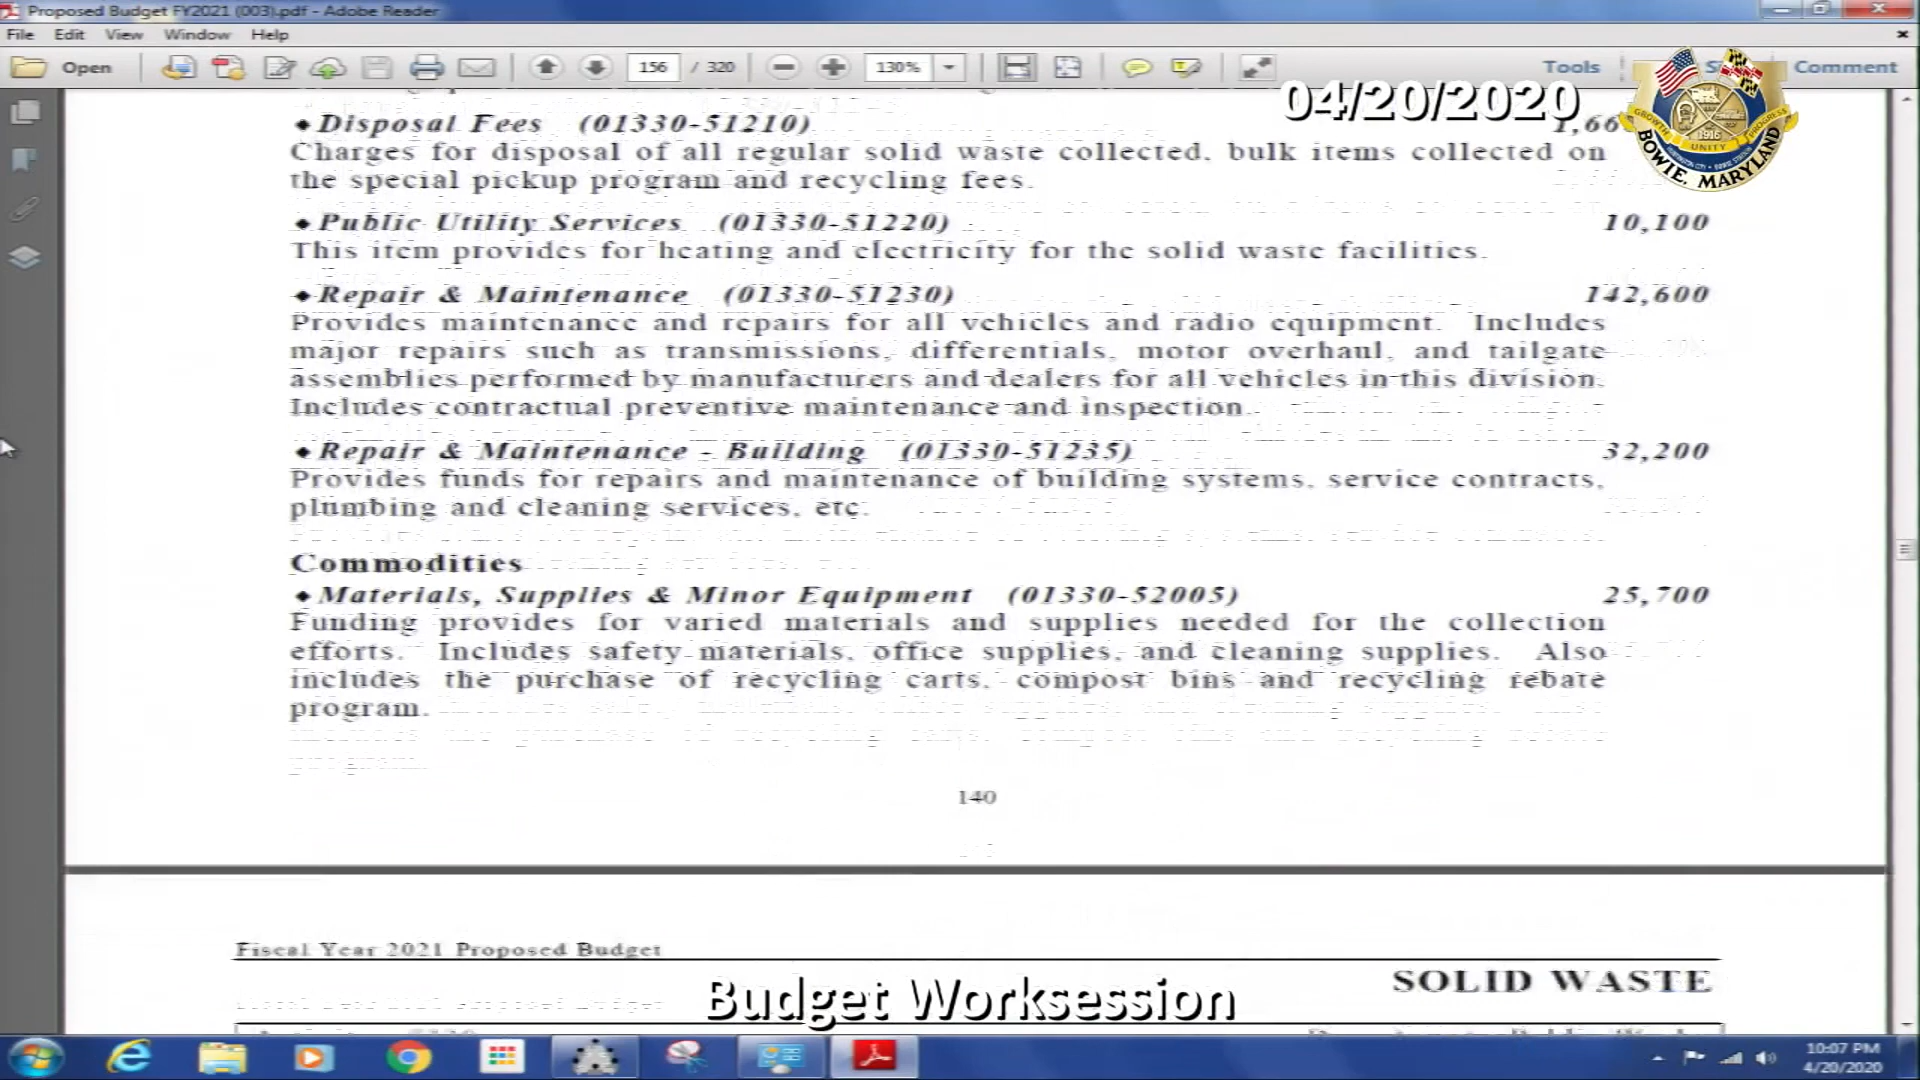 Proposed Budget FY2021 (003).pdf - Adobe Reader
File Edit View Window Help
Open 156 / 320 130% Tools Comment
04/20/2020
GROWTH UNITY PROGRESS
1916
BOWIE, MARYLAND
◆Disposal Fees (01330-51210) 1,66
Charges for disposal of all regular solid waste collected, bulk items collected on
the special pickup program and recycling fees.
◆Public Utility Services (01330-51220) 10,100
This item provides for heating and electricity for the solid waste facilities.
◆Repair & Maintenance (01330-51230) 142,600
Provides maintenance and repairs for all vehicles and radio equipment. Includes
major repairs such as transmissions, differentials, motor overhaul, and tailgate
assemblies performed by manufacturers and dealers for all vehicles in this division.
Includes contractual preventive maintenance and inspection.
◆Repair & Maintenance - Building (01330-51235) 32,200
Provides funds for repairs and maintenance of building systems, service contracts,
plumbing and cleaning services, etc.
Commodities
◆Materials, Supplies & Minor Equipment (01330-52005) 25,700
Funding provides for varied materials and supplies needed for the collection
efforts. Includes safety materials, office supplies, and cleaning supplies. Also
includes the purchase of recycling carts, compost bins and recycling rebate
program.
140
Fiscal Year 2021 Proposed Budget
SOLID WASTE
Budget Worksession
10:07 PM
4/20/2020